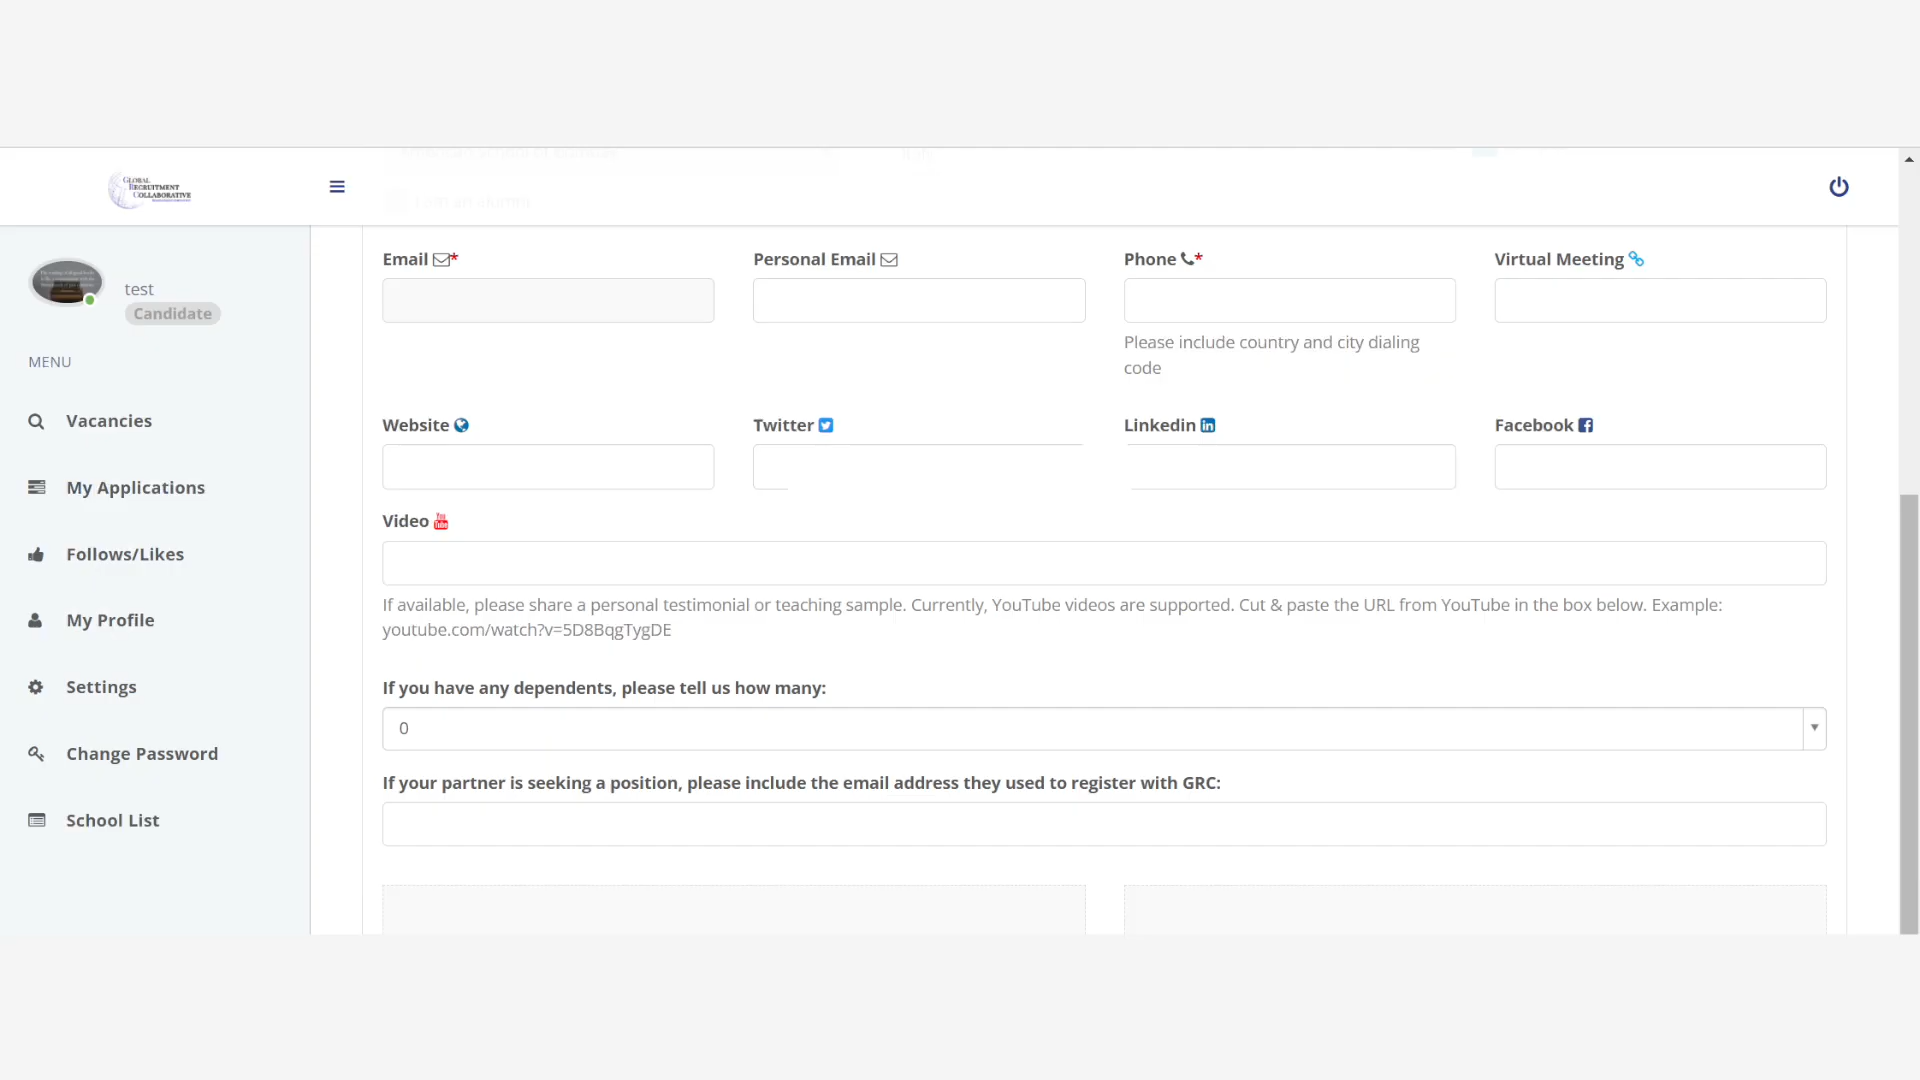 GLOBAL
RECRUITMENT
COLLABORATIVE
test
Candidate
MENU
Vacancies
My Applications
Follows/Likes
My Profile
Settings
Change Password
School List
Email * Personal Email Phone * Virtual Meeting
Please include country and city dialing
code
Website Twitter Linkedin Facebook
Video
If available, please share a personal testimonial or teaching sample. Currently, YouTube videos are supported. Cut & paste the URL from YouTube in the box below. Example:
youtube.com/watch?v=5D8BqgTygDE
If you have any dependents, please tell us how many:
0
If your partner is seeking a position, please include the email address they used to register with GRC: